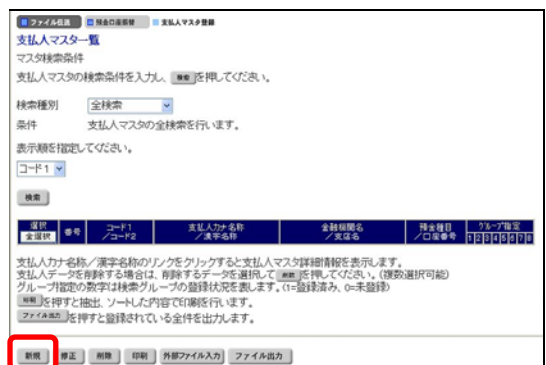 ファイル伝送 預金口座振替 支払人マスタ登録
支払人マスタ一覧
マスタ検索条件
支払人マスタの検索条件を入力し、 検索 を押してください。
検索種別 全検索
条件 支払人マスタの全検索を行います。
表示順を指定してください。
コード1
検索
選択 番号 コード1 支払人カナ名称 金融機関名 預金種目 グループ指定
全選択 /コード2 /漢字名称 /支店名 /口座番号 1 2 3 4 5 6 7 8
支払人カナ名称/漢字名称のリンクをクリックすると支払人マスタ詳細情報を表示します。
支払人データを削除する場合は、削除するデータを選択して 削除 を押してください。(複数選択可能)
グループ指定の数字は検索グループの登録状況を表します。(1=登録済み、0=未登録)
印刷 を押すと抽出、ソートした内容で印刷を行います。
ファイル出力 を押すと登録されている全件を出力します。
新規 修正 削除 印刷 外部ファイル入力 ファイル出力